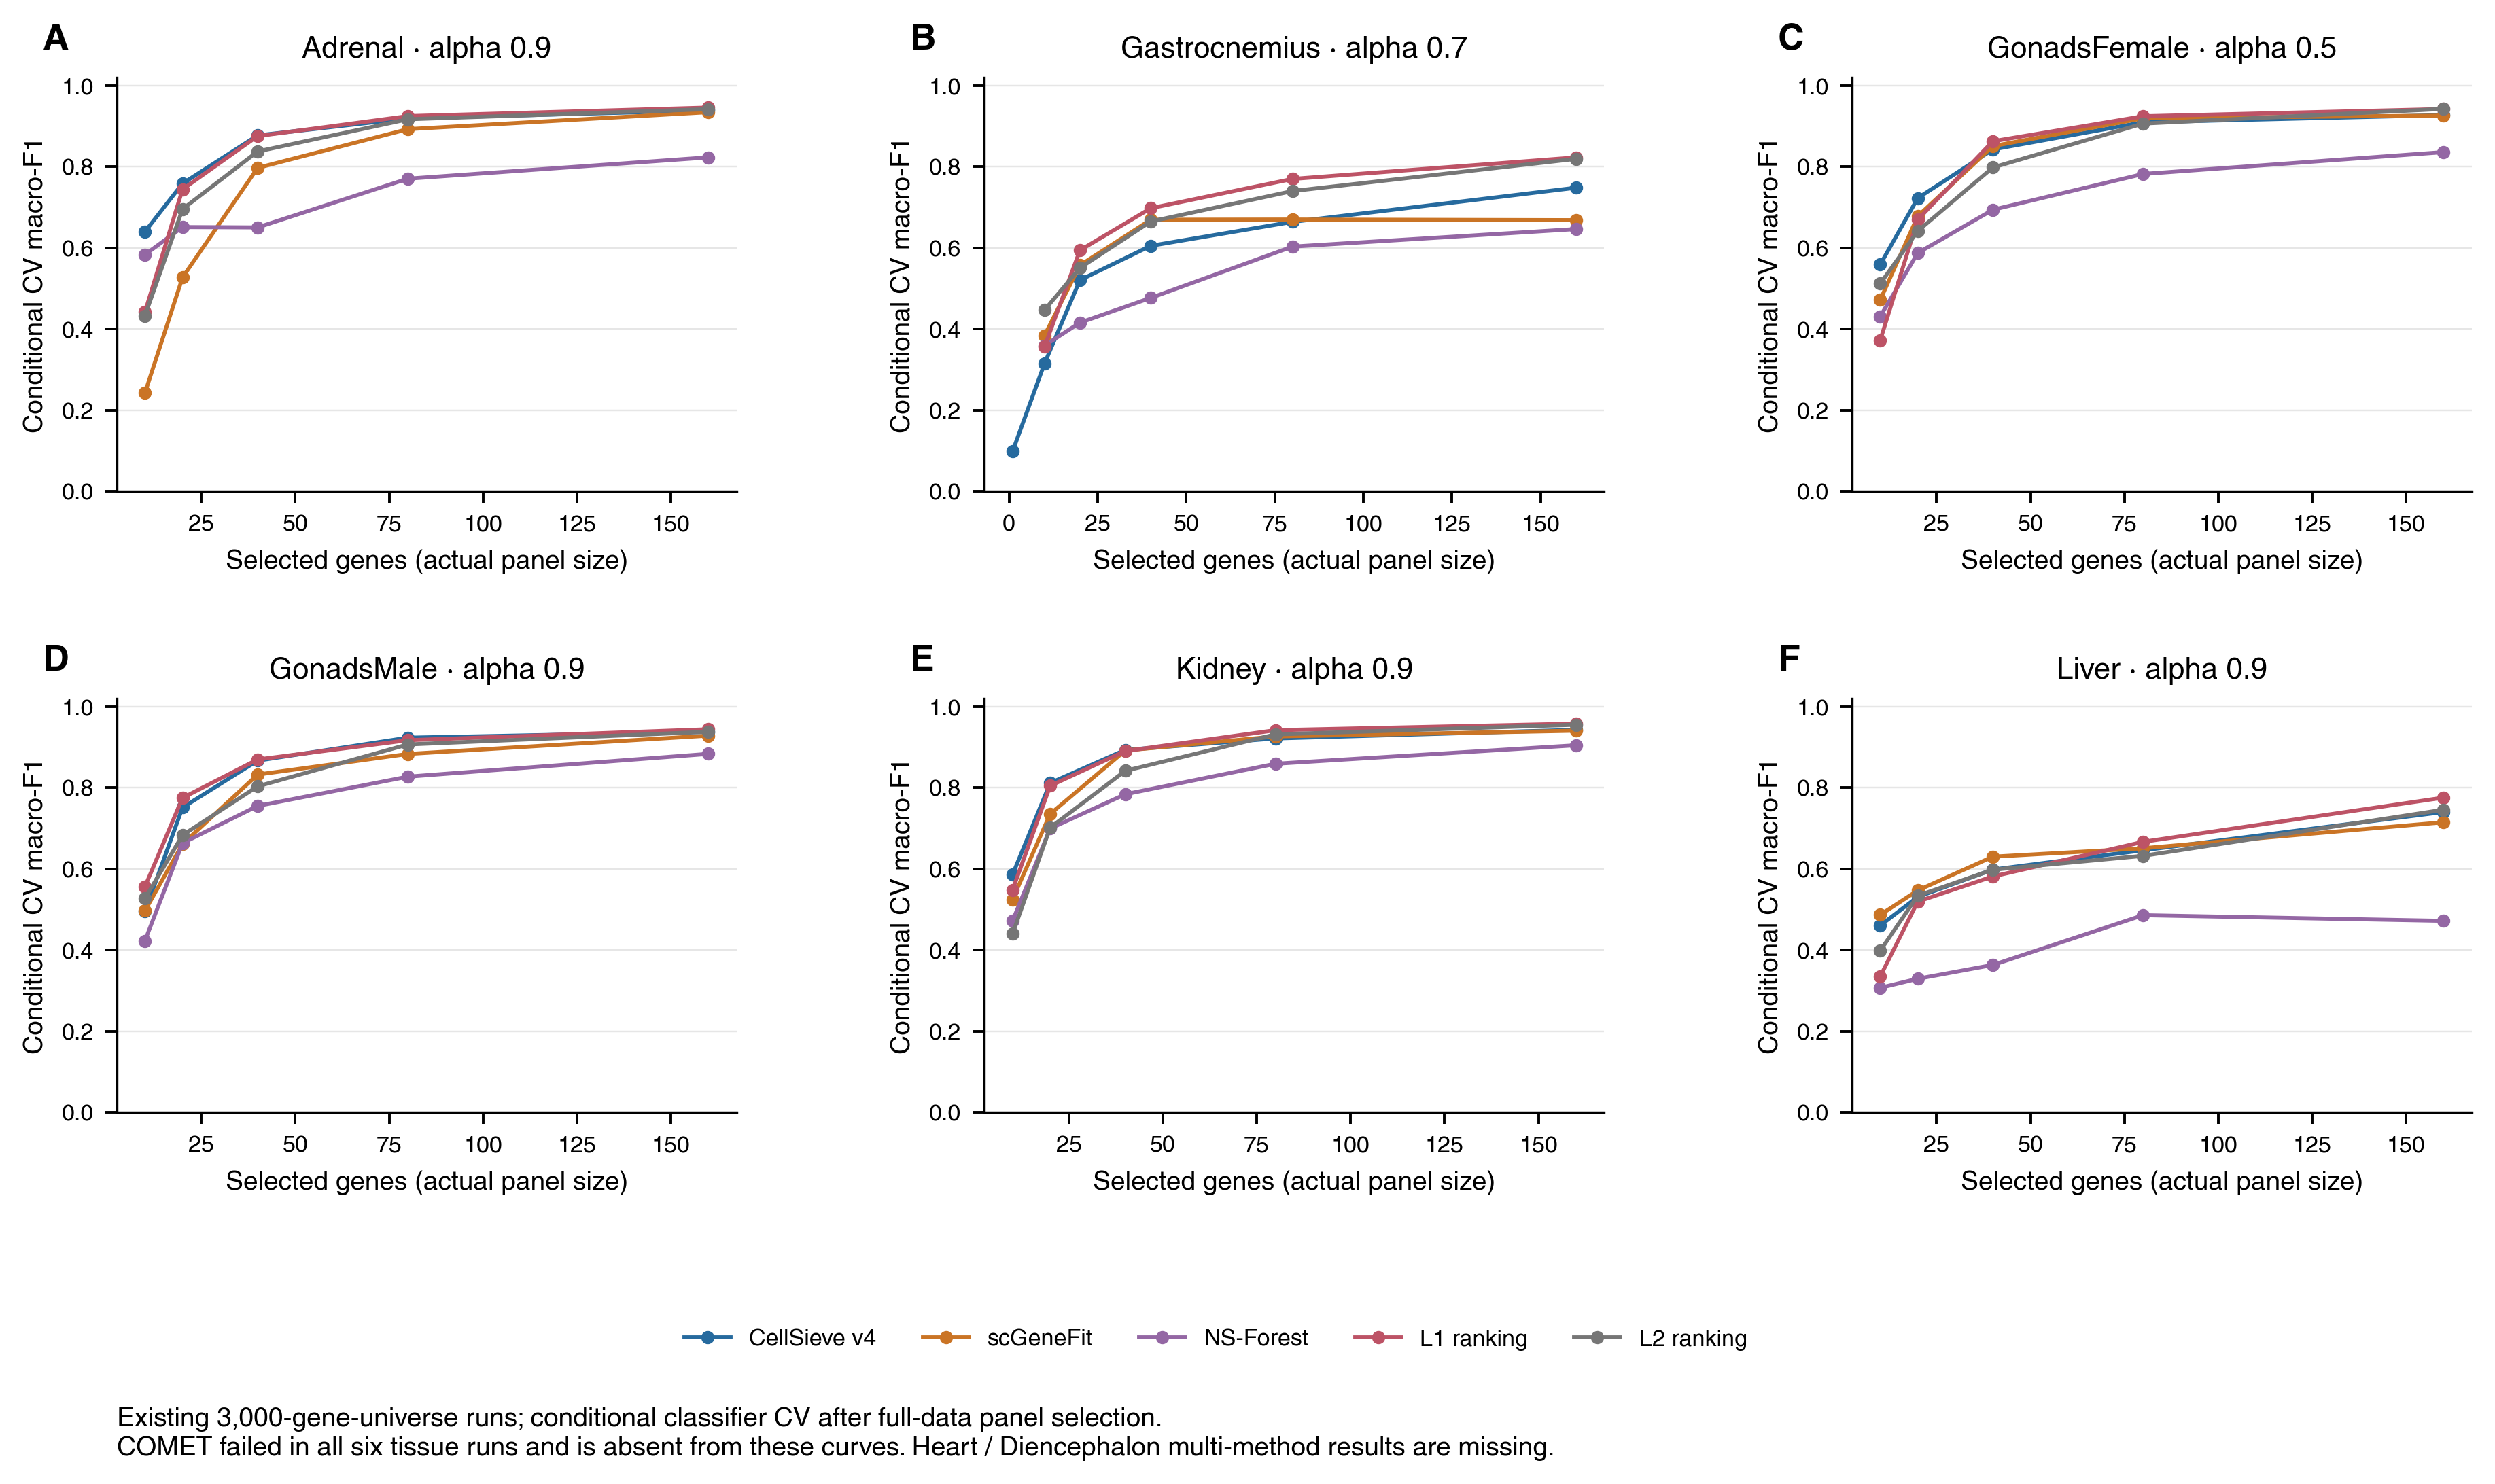 A
Adrenal · alpha 0.9
Conditional CV macro-F1
1.0
0.8
0.6
0.4
0.2
0.0
25 50 75 100 125 150
Selected genes (actual panel size)
B
Gastrocnemius · alpha 0.7
Conditional CV macro-F1
1.0
0.8
0.6
0.4
0.2
0.0
0 25 50 75 100 125 150
Selected genes (actual panel size)
C
GonadsFemale · alpha 0.5
Conditional CV macro-F1
1.0
0.8
0.6
0.4
0.2
0.0
25 50 75 100 125 150
Selected genes (actual panel size)
D
GonadsMale · alpha 0.9
Conditional CV macro-F1
1.0
0.8
0.6
0.4
0.2
0.0
25 50 75 100 125 150
Selected genes (actual panel size)
E
Kidney · alpha 0.9
Conditional CV macro-F1
1.0
0.8
0.6
0.4
0.2
0.0
25 50 75 100 125 150
Selected genes (actual panel size)
F
Liver · alpha 0.9
Conditional CV macro-F1
1.0
0.8
0.6
0.4
0.2
0.0
25 50 75 100 125 150
Selected genes (actual panel size)
CellSieve v4 scGeneFit NS-Forest L1 ranking L2 ranking
Existing 3,000-gene-universe runs; conditional classifier CV after full-data panel selection.
COMET failed in all six tissue runs and is absent from these curves. Heart / Diencephalon multi-method results are missing.